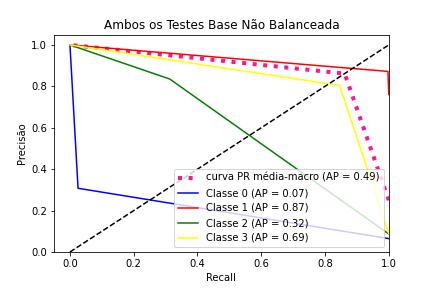 Ambos os Testes Base Não Balanceada
1.0
0.8
0.6
0.4
0.2
0.0
Precisão
curva PR média-macro (AP = 0.49)
Classe 0 (AP = 0.07)
Classe 1 (AP = 0.87)
Classe 2 (AP = 0.32)
Classe 3 (AP = 0.69)
0.0 0.2 0.4 0.6 0.8 1.0
Recall